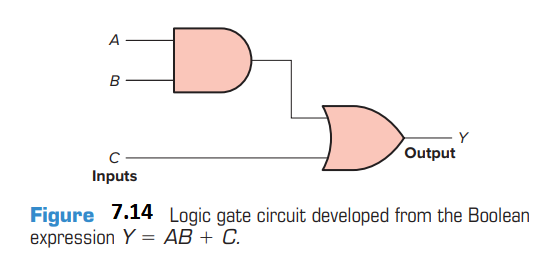 A
B
Y
C
Output
Inputs
Figure 7.14 Logic gate circuit developed from the Boolean
expression Y = AB + C.